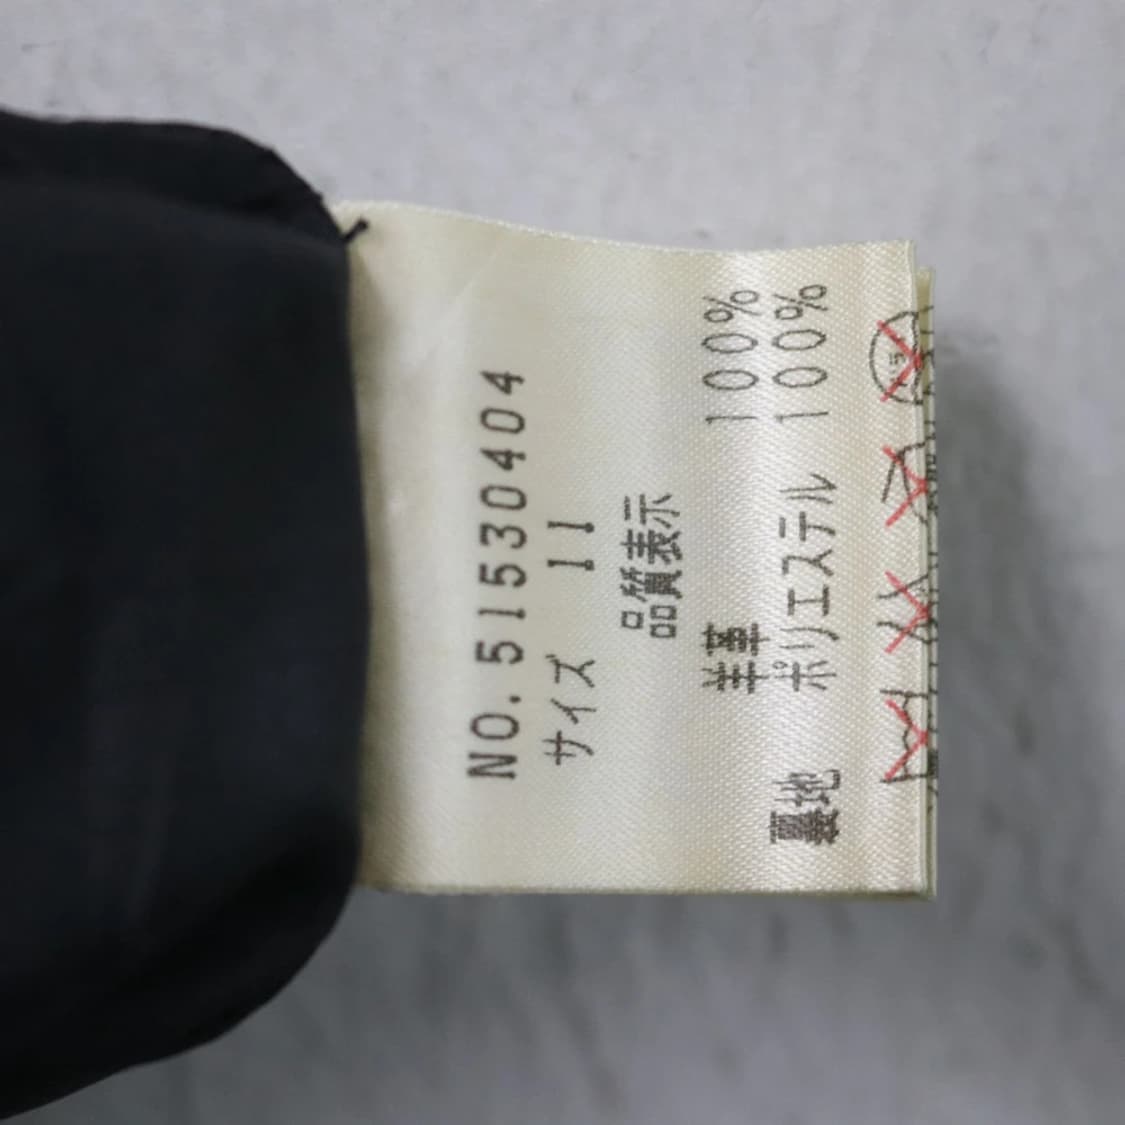 NO. 51530404
サイズ 11
品質表示
羊革 100%
裏地 ポリエステル 100%